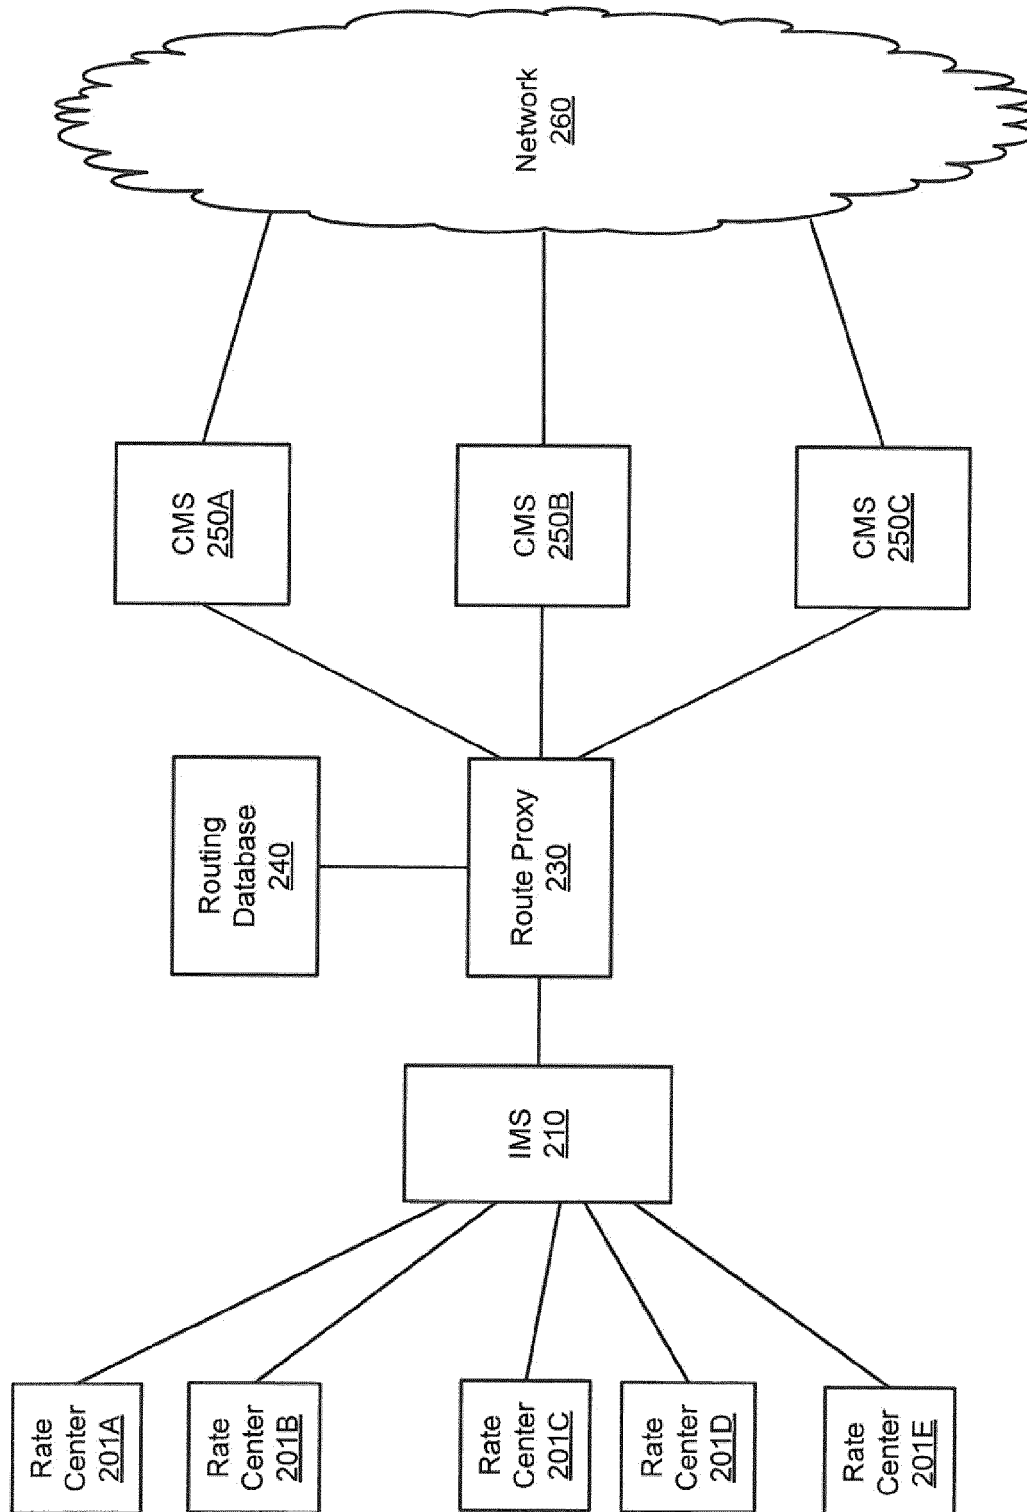 Rate
Center
201A
Rate
Center
201B
Rate
Center
201C
Rate
Center
201D
Rate
Center
201E
IMS
210
Routing
Database
240
Route Proxy
230
CMS
250A
CMS
250B
CMS
250C
Network
260